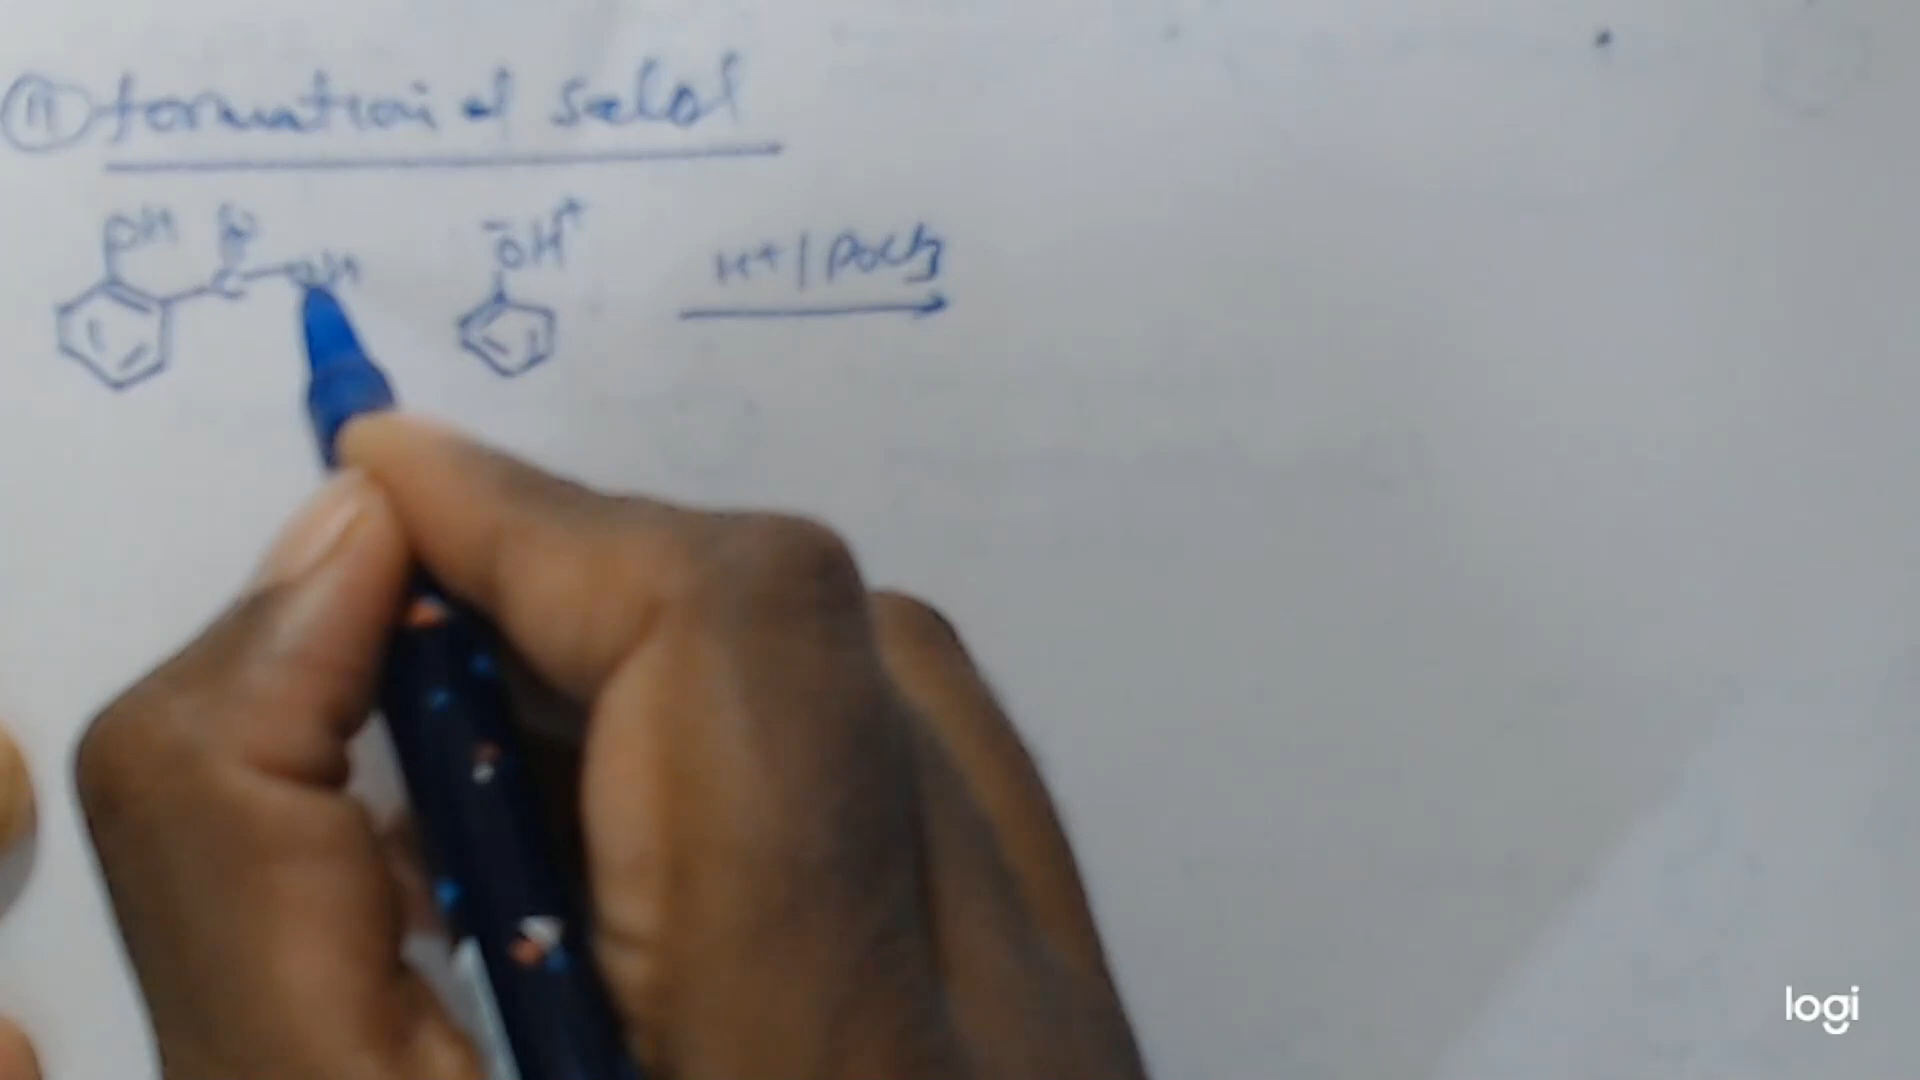 ⑪ formation of salol
OH O
C OH
⁻OH⁺
H⁺ / POCl₃
logi